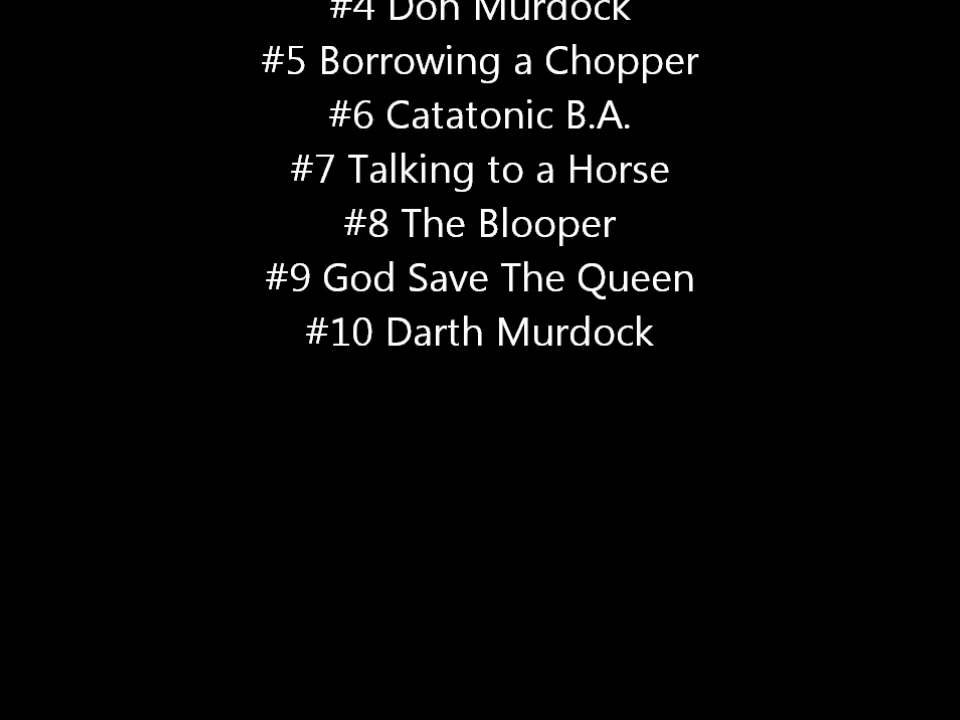 #4 Don Murdock
#5 Borrowing a Chopper
#6 Catatonic B.A.
#7 Talking to a Horse
#8 The Blooper
#9 God Save The Queen
#10 Darth Murdock